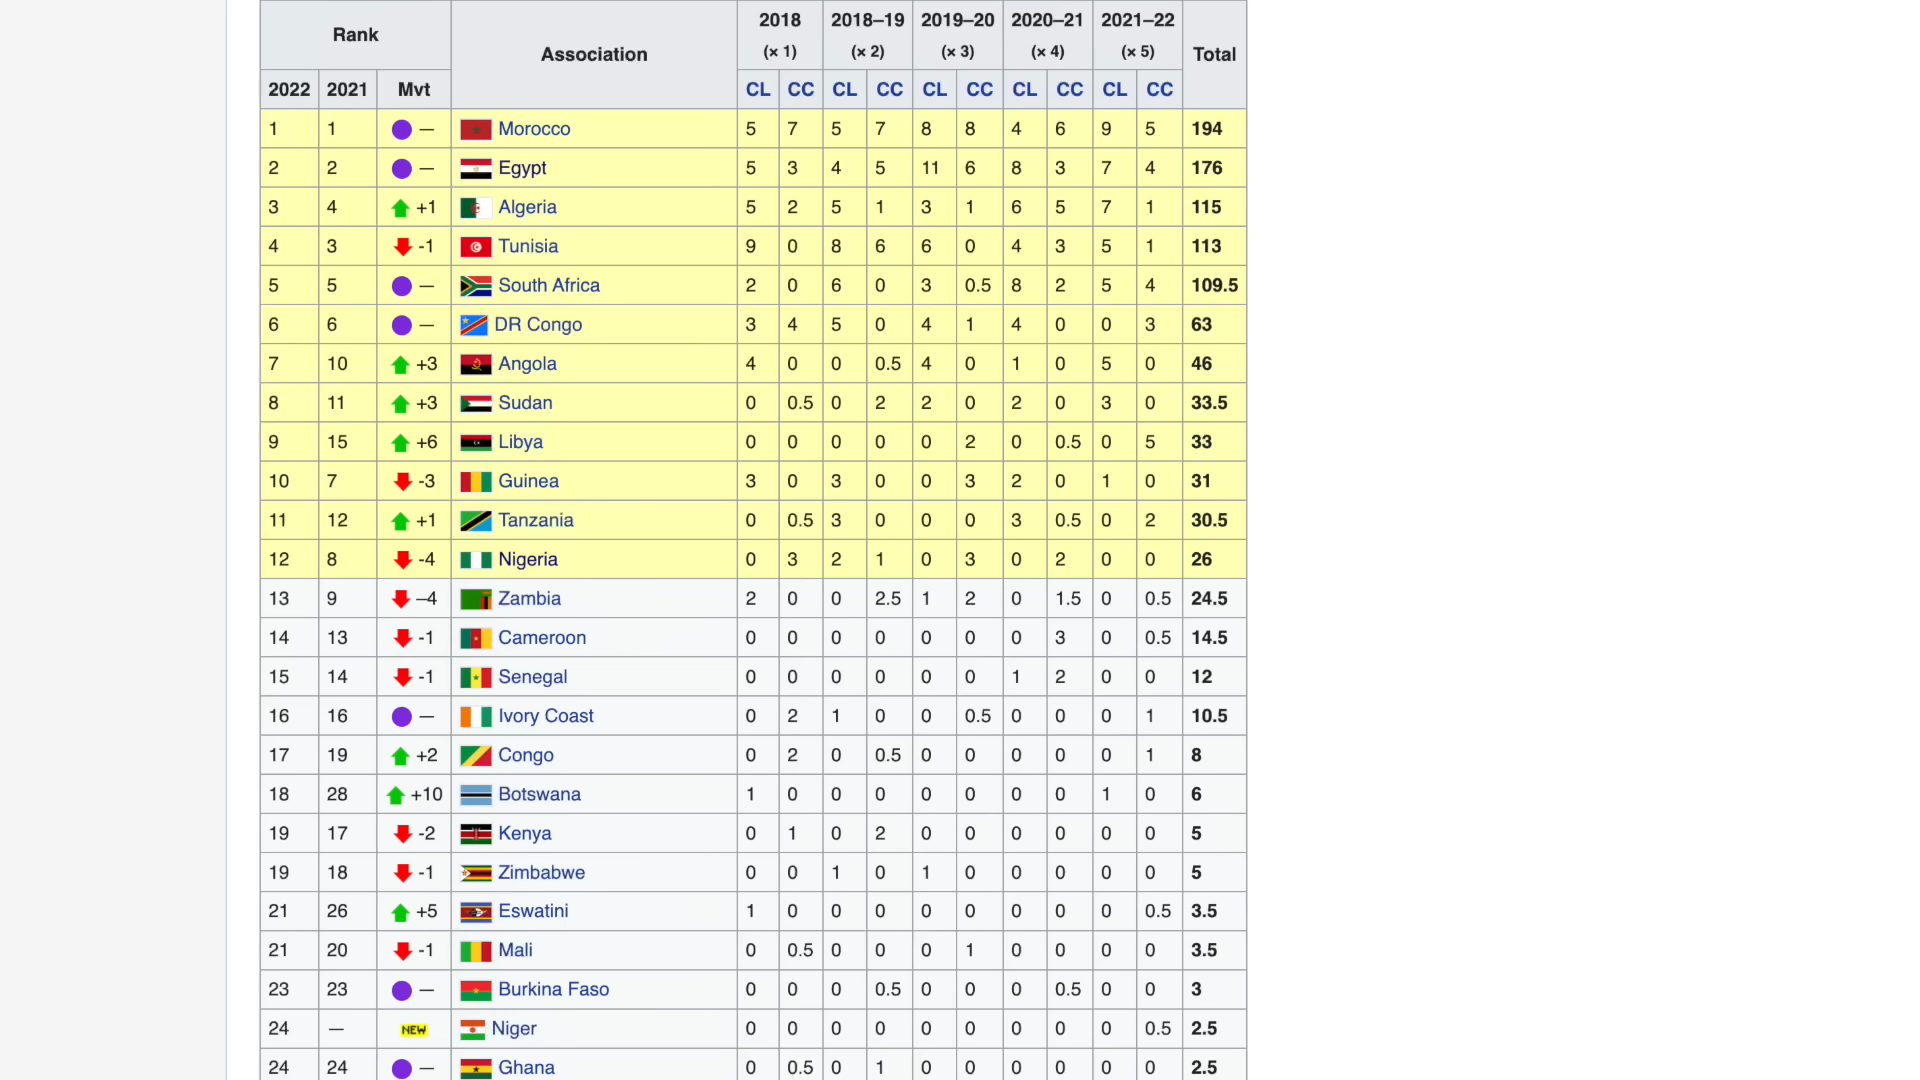 Rank Association 2018 (× 1) 2018–19 (× 2) 2019–20 (× 3) 2020–21 (× 4) 2021–22 (× 5) Total
2022 2021 Mvt CL CC CL CC CL CC CL CC CL CC
1 1 — Morocco 5 7 5 7 8 8 4 6 9 5 194
2 2 — Egypt 5 3 4 5 11 6 8 3 7 4 176
3 4 +1 Algeria 5 2 5 1 3 1 6 5 7 1 115
4 3 -1 Tunisia 9 0 8 6 6 0 4 3 5 1 113
5 5 — South Africa 2 0 6 0 3 0.5 8 2 5 4 109.5
6 6 — DR Congo 3 4 5 0 4 1 4 0 0 3 63
7 10 +3 Angola 4 0 0 0.5 4 0 1 0 5 0 46
8 11 +3 Sudan 0 0.5 0 2 2 0 2 0 3 0 33.5
9 15 +6 Libya 0 0 0 0 0 2 0 0.5 0 5 33
10 7 -3 Guinea 3 0 3 0 0 3 2 0 1 0 31
11 12 +1 Tanzania 0 0.5 3 0 0 0 3 0.5 0 2 30.5
12 8 -4 Nigeria 0 3 2 1 0 3 0 2 0 0 26
13 9 –4 Zambia 2 0 0 2.5 1 2 0 1.5 0 0.5 24.5
14 13 -1 Cameroon 0 0 0 0 0 0 0 3 0 0.5 14.5
15 14 -1 Senegal 0 0 0 0 0 0 1 2 0 0 12
16 16 — Ivory Coast 0 2 1 0 0 0.5 0 0 0 1 10.5
17 19 +2 Congo 0 2 0 0.5 0 0 0 0 0 1 8
18 28 +10 Botswana 1 0 0 0 0 0 0 0 1 0 6
19 17 -2 Kenya 0 1 0 2 0 0 0 0 0 0 5
19 18 -1 Zimbabwe 0 0 1 0 1 0 0 0 0 0 5
21 26 +5 Eswatini 1 0 0 0 0 0 0 0 0 0.5 3.5
21 20 -1 Mali 0 0.5 0 0 0 1 0 0 0 0 3.5
23 23 — Burkina Faso 0 0 0 0.5 0 0 0 0.5 0 0 3
24 — NEW Niger 0 0 0 0 0 0 0 0 0 0.5 2.5
24 24 — Ghana 0 0.5 0 1 0 0 0 0 0 0 2.5